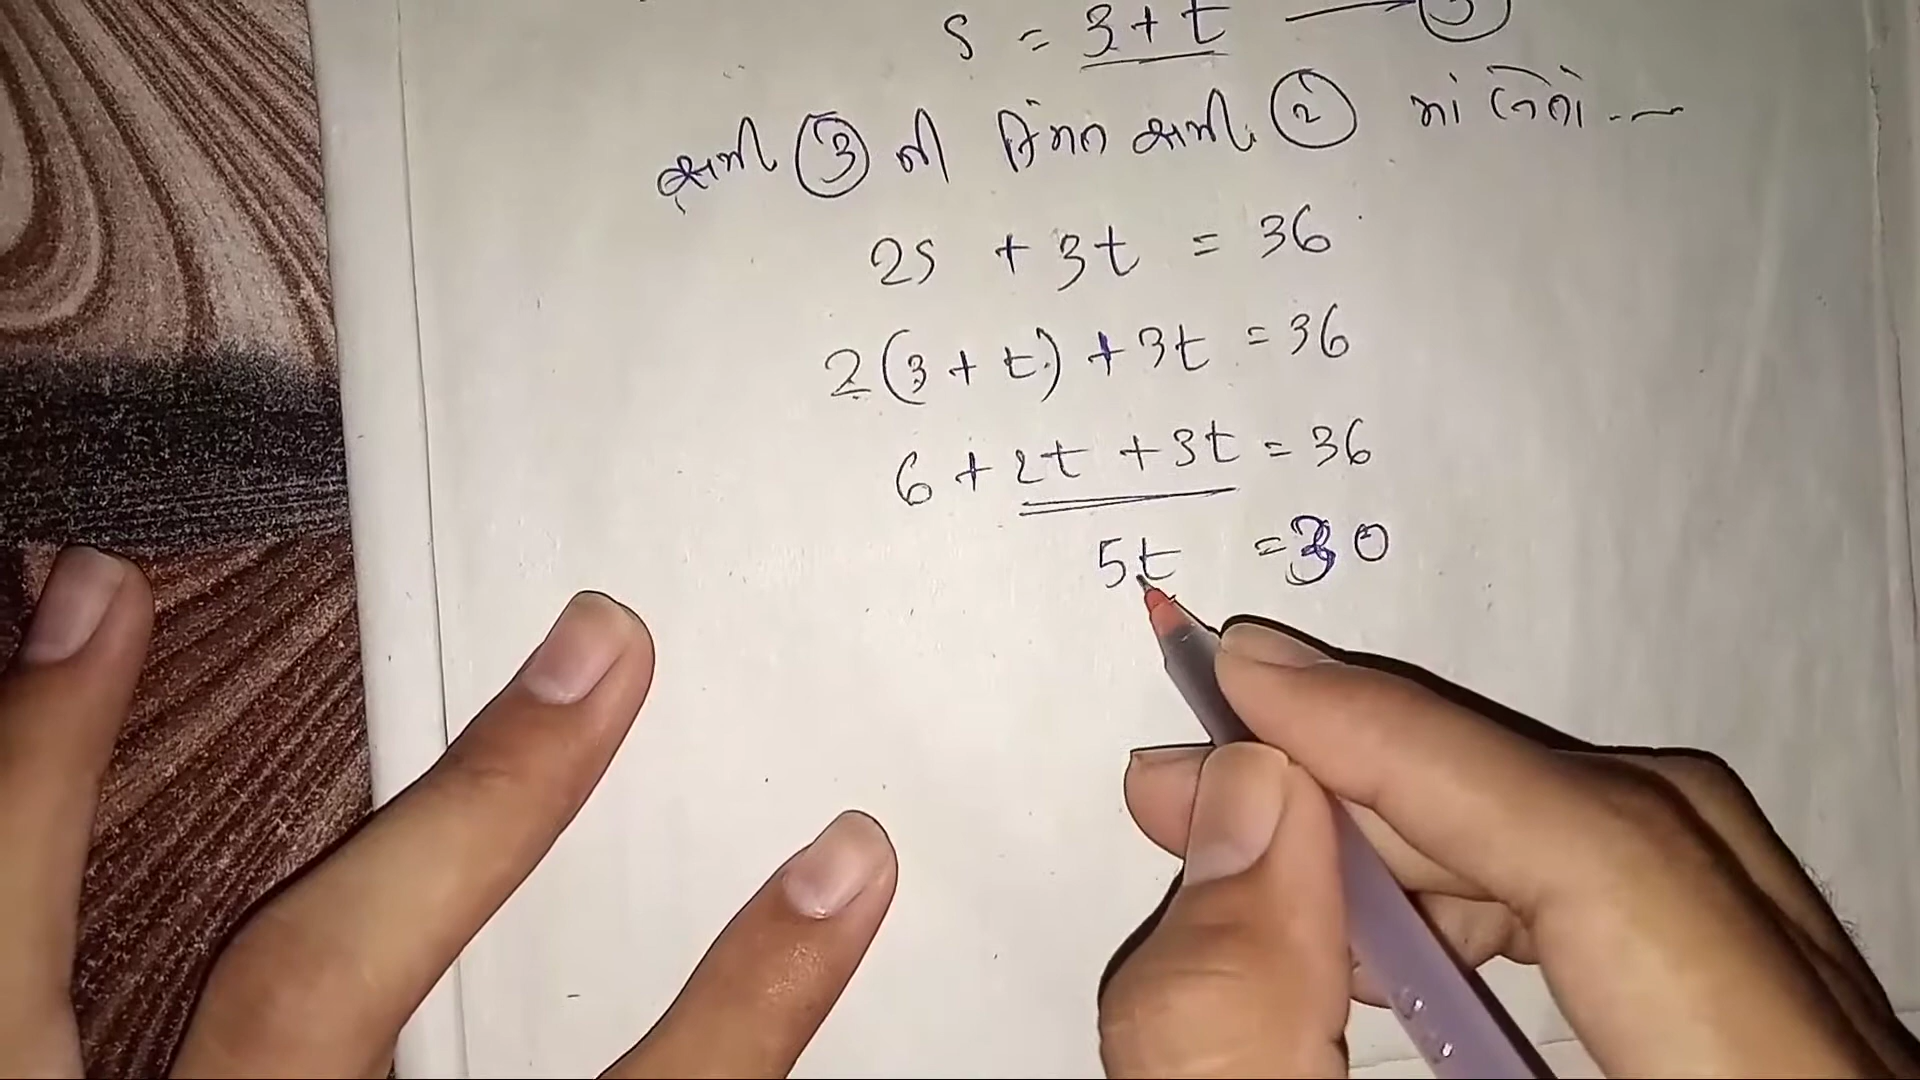 s = 3 + t → 3
સમી 3 ની કિંમત સમી. 2 માં લેતાં...
2s + 3t = 36
2(3 + t) + 3t = 36
6 + 2t + 3t = 36
5t = 30